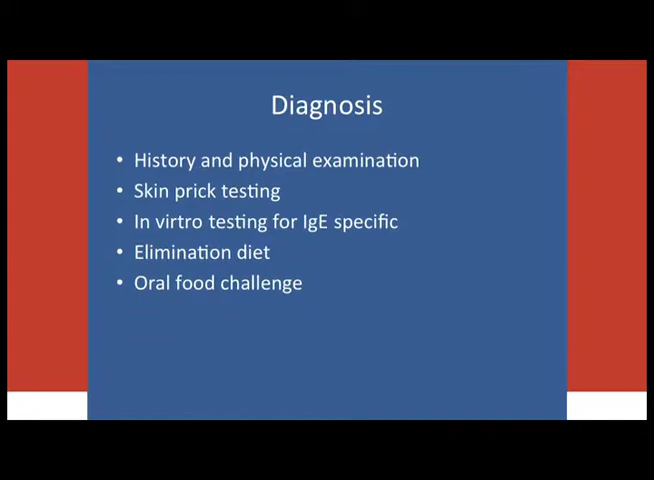 Diagnosis
• History and physical examination
• Skin prick testing
• In virtro testing for IgE specific
• Elimination diet
• Oral food challenge